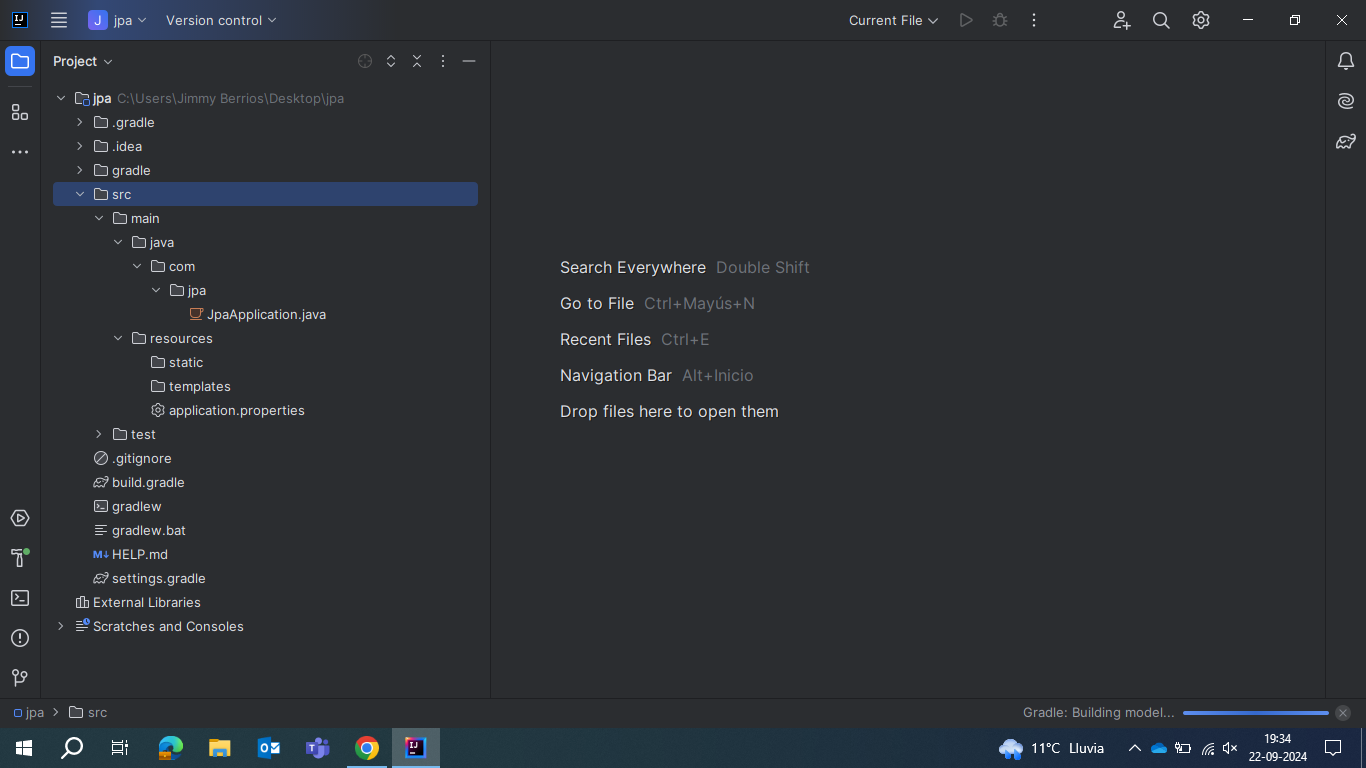 J jpa Version control Current File
Project
jpa C:\Users\Jimmy Berrios\Desktop\jpa
.gradle
.idea
gradle
src
main
java
com
jpa
JpaApplication.java
resources
static
templates
application.properties
test
.gitignore
build.gradle
gradlew
gradlew.bat
M↓ HELP.md
settings.gradle
External Libraries
Scratches and Consoles
Search Everywhere Double Shift
Go to File Ctrl+Mayús+N
Recent Files Ctrl+E
Navigation Bar Alt+Inicio
Drop files here to open them
jpa > src Gradle: Building model...
11°C Lluvia
19:34
22-09-2024